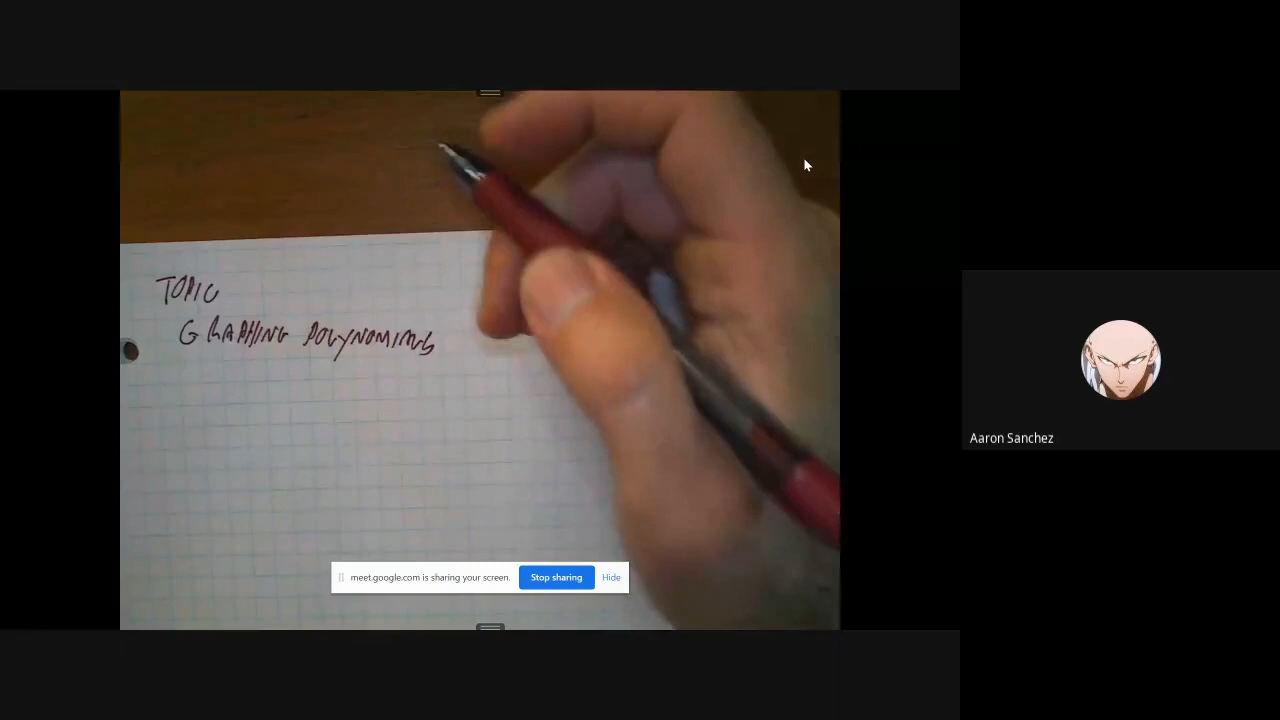 TOPIC
GRAPHING POLYNOMIALS
meet.google.com is sharing your screen.
Stop sharing
Hide
Aaron Sanchez